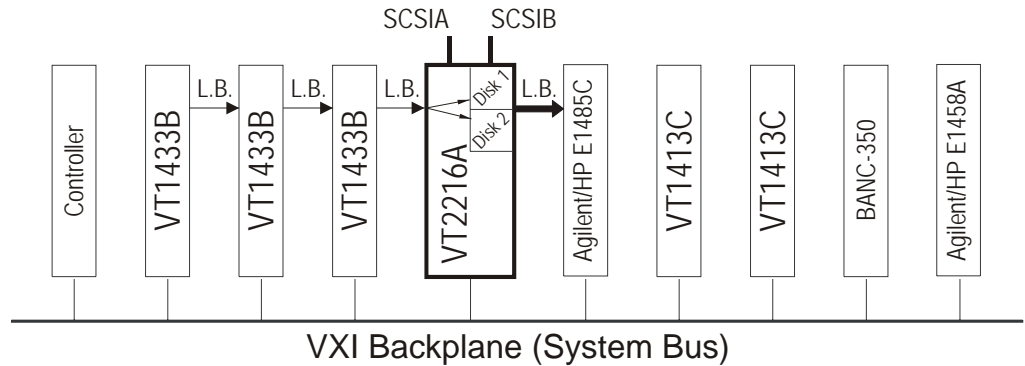 SCSIA SCSIB
L.B. L.B. L.B. L.B.
Controller
VT1433B
VT1433B
VT1433B
VT2216A
Disk 1
Disk 2
Agilent/HP E1485C
VT1413C
VT1413C
BANC-350
Agilent/HP E1458A
VXI Backplane (System Bus)